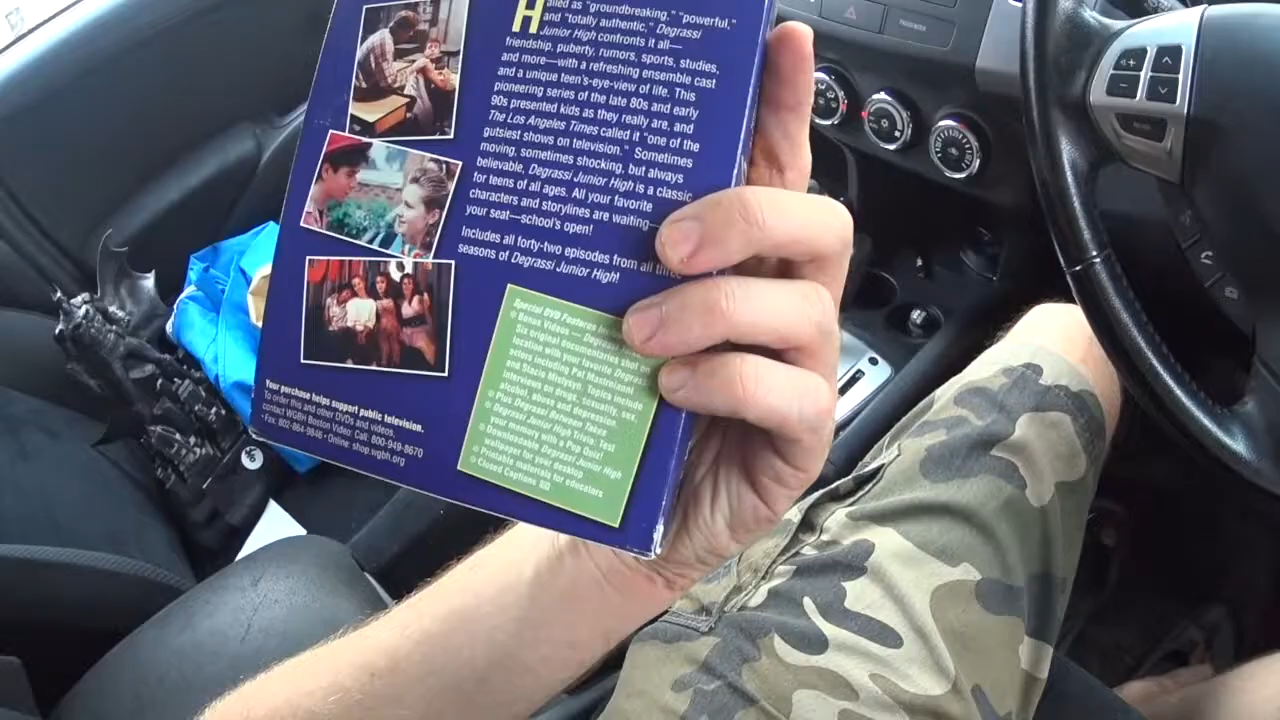 Hailed as "groundbreaking," "powful,"
and "totally authentic," Degrassi
Junior High confronts it all—
friendship, puberty, rumors, sports, studies,
and more—with a refreshing ensemble cast
and a unique teen's-eye-view of life. This
pioneering series of the late 80s and early
90s presented kids as they really are, and
The Los Angeles Times called it "one of the
gutsiest shows on television." Sometimes
moving, sometimes shocking, but always
believable, Degrassi Junior High is a classic
for teens of all ages. All your favorite
characters and storylines are waiting—
your seat—school's open!
Includes all forty-two episodes from all three
seasons of Degrassi Junior High!
Special DVD Features
Bonus Videos — Degrassi
Six original documentaries shot on
location with your favorite Degrassi
actors including Pat Mastroianni
and Stacie Mistysyn. Topics include
interviews on drugs, sexuality, sex,
alcohol, abuse and depression.
Plus Degrassi Between Takes
Degrassi Junior High Trivia: Test
your memory with a Pop Quiz!
Downloadable Degrassi Junior High
wallpaper for your desktop
Printable materials for educators
Closed Captions
Your purchase helps support public television.
To order this and other DVDs and videos,
contact WGBH Boston Video: Call: 800-949-8670
Fax: 802-864-9846 • Online: shop.wgbh.org
PASSENGER